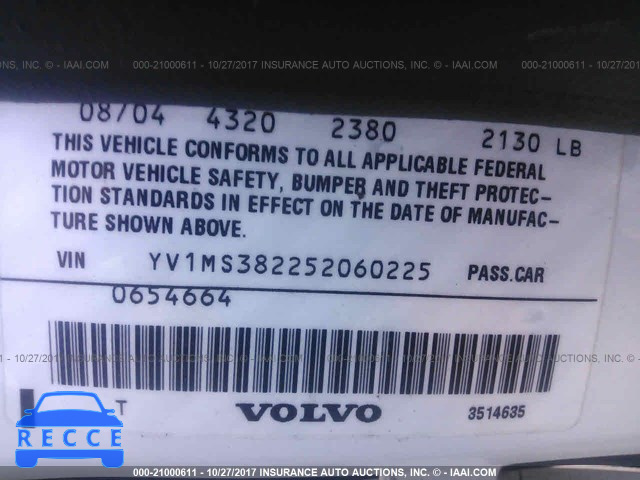 000-21000611 - 10/27/2017 INSURANCE AUTO AUCTIONS, INC. - © IAAI.COM
08/04 4320 2380 2130 LB
THIS VEHICLE CONFORMS TO ALL APPLICABLE FEDERAL
MOTOR VEHICLE SAFETY, BUMPER AND THEFT PROTEC-
TION STANDARDS IN EFFECT ON THE DATE OF MANUFAC-
TURE SHOWN ABOVE.
VIN YV1MS382252060225 PASS.CAR
0654664
10/27/2017 INSURANCE AUTO AUCTIONS, INC. - © IAAI.COM
T VOLVO 3514635
RECCE
000-21000611 - 10/27/2017 INSURANCE AUTO AUCTIONS, INC. - © IAAI.COM